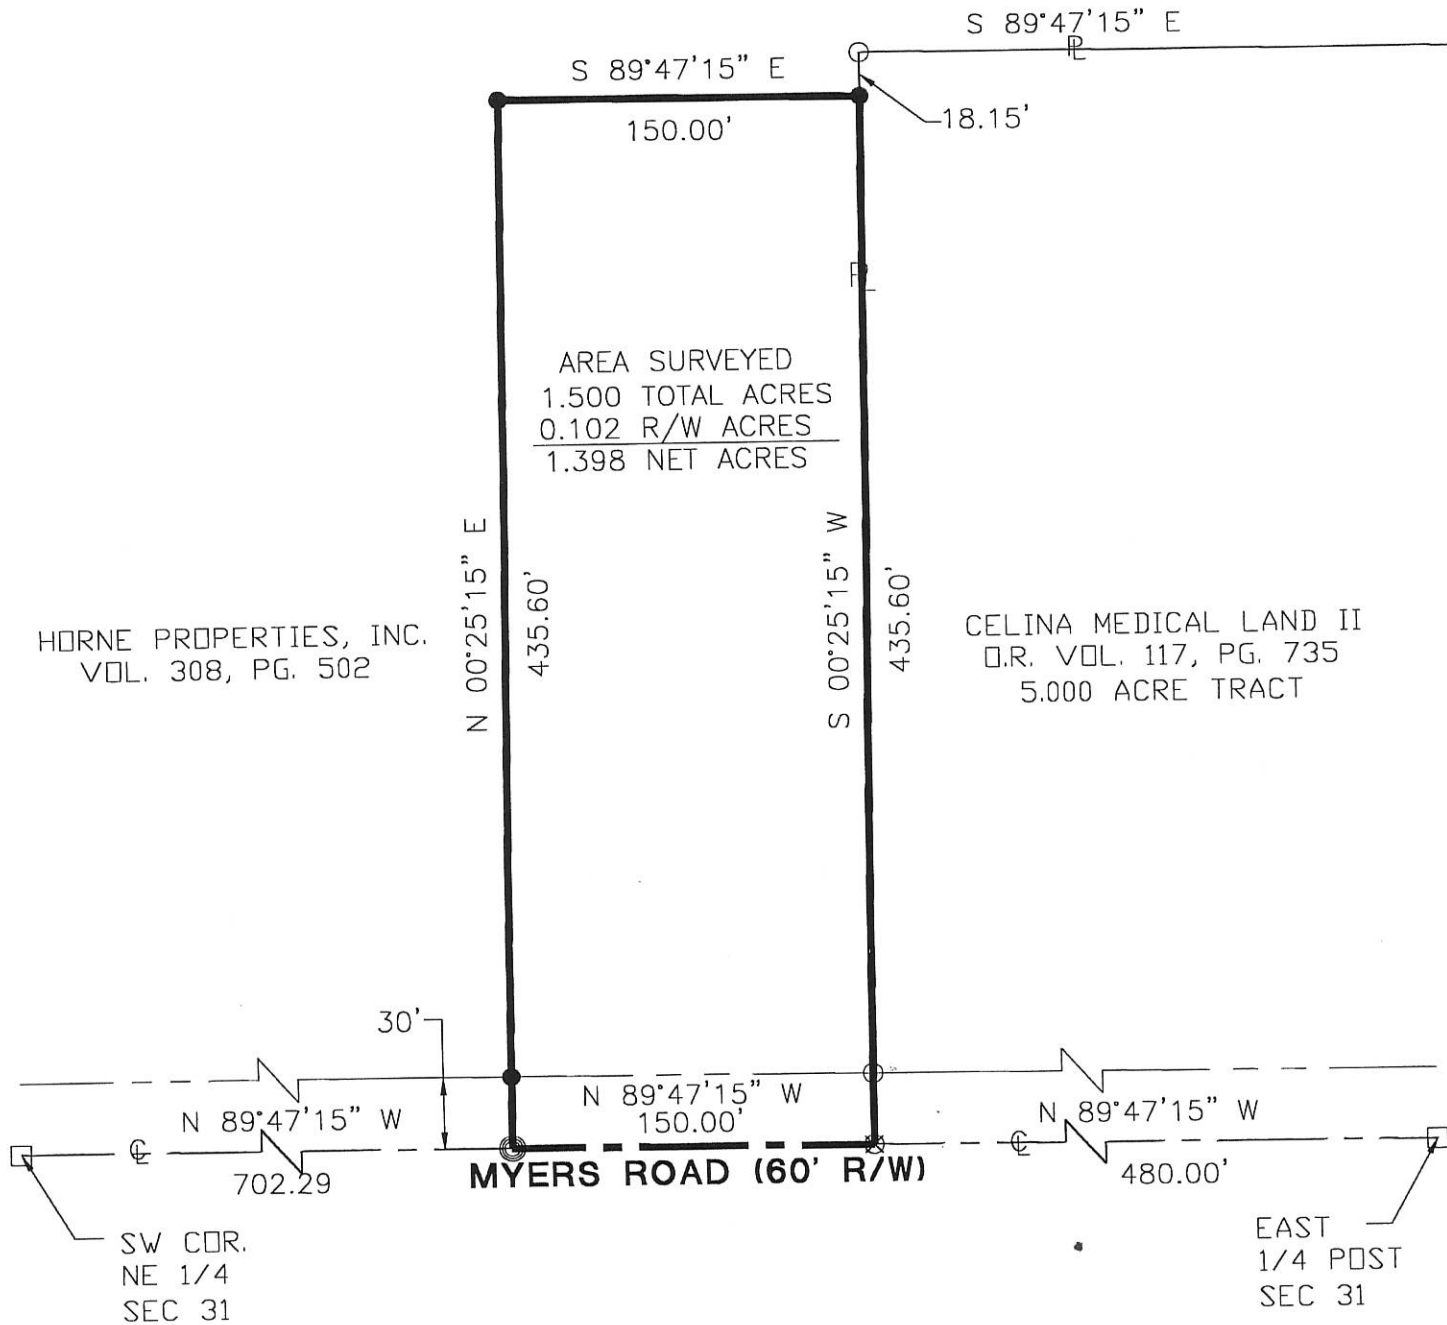 S 89°47'15" E
PL
S 89°47'15" E
150.00'
18.15'
PL
AREA SURVEYED
1.500 TOTAL ACRES
0.102 R/W ACRES
1.398 NET ACRES
N 00°25'15" E
435.60'
S 00°25'15" W
435.60'
HORNE PROPERTIES, INC.
VOL. 308, PG. 502
CELINA MEDICAL LAND II
O.R. VOL. 117, PG. 735
5.000 ACRE TRACT
30'
N 89°47'15" W
702.29
CL
N 89°47'15" W
150.00'
MYERS ROAD (60' R/W)
N 89°47'15" W
CL
480.00'
SW COR.
NE 1/4
SEC 31
EAST
1/4 POST
SEC 31